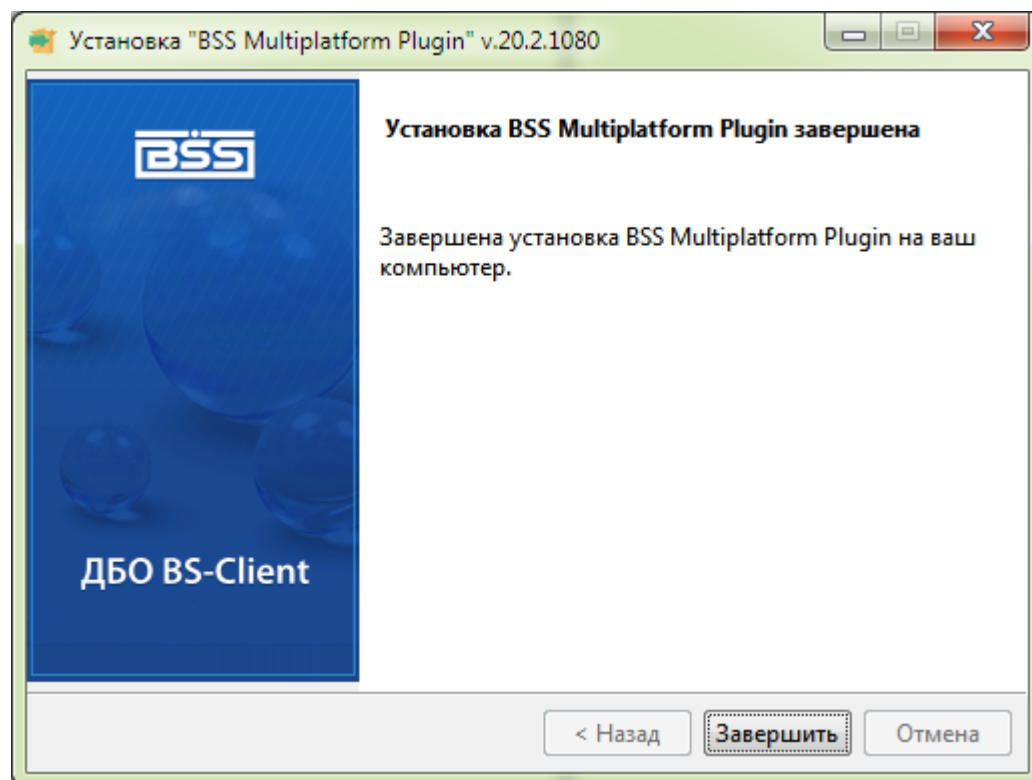 Установка "BSS Multiplatform Plugin" v.20.2.1080
BSS
Установка BSS Multiplatform Plugin завершена
Завершена установка BSS Multiplatform Plugin на ваш
компьютер.
ДБО BS-Client
< Назад
Завершить
Отмена